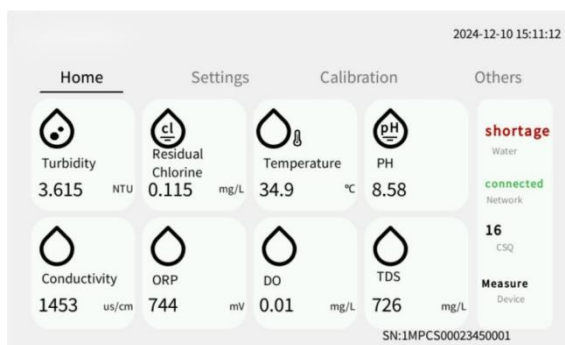 2024-12-10 15:11:12
Home Settings Calibration Others
Turbidity
3.615 NTU
cl
Residual
Chlorine
0.115 mg/L
Temperature
34.9 ℃
pH
PH
8.58
shortage
Water
connected
Network
16
CSQ
Measure
Device
Conductivity
1453 us/cm
ORP
744 mV
DO
0.01 mg/L
TDS
726 mg/L
SN:1MPCS00023450001